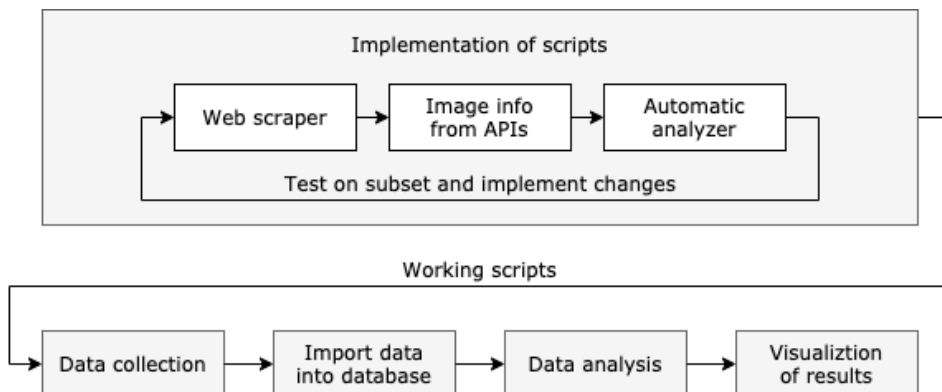 Implementation of scripts
Web scraper
Image info
from APIs
Automatic
analyzer
Test on subset and implement changes
Working scripts
Data collection
Import data
into database
Data analysis
Visualiztion
of results